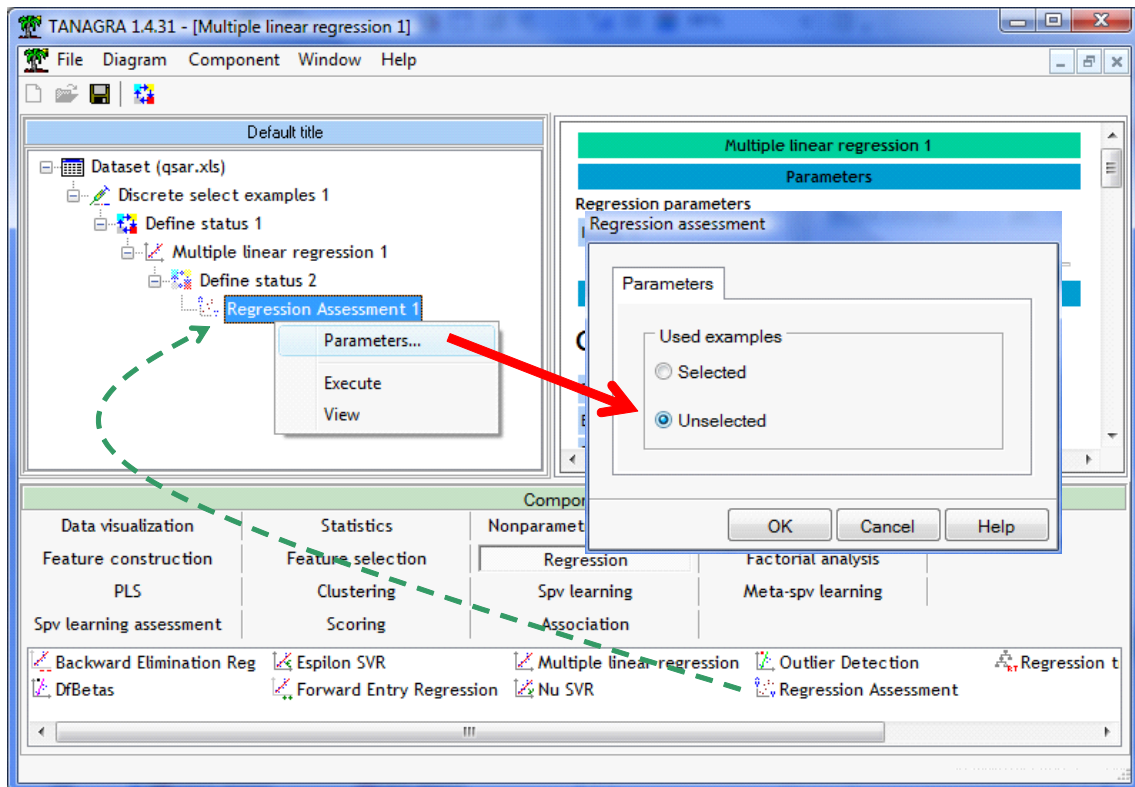 TANAGRA 1.4.31 - [Multiple linear regression 1]
File Diagram Component Window Help
Default title
Dataset (qsar.xls)
Discrete select examples 1
Define status 1
Multiple linear regression 1
Define status 2
Regression Assessment 1
Parameters...
Execute
View
Multiple linear regression 1
Parameters
Regression parameters
Regression assessment
Parameters
Used examples
Selected
Unselected
OK Cancel Help
Compo
Data visualization Statistics Nonparamet
Feature construction Feature selection Regression Factorial analysis
PLS Clustering Spv learning Meta-spv learning
Spv learning assessment Scoring Association
Backward Elimination Reg Espilon SVR Multiple linear regression Outlier Detection Regression t
DfBetas Forward Entry Regression Nu SVR Regression Assessment